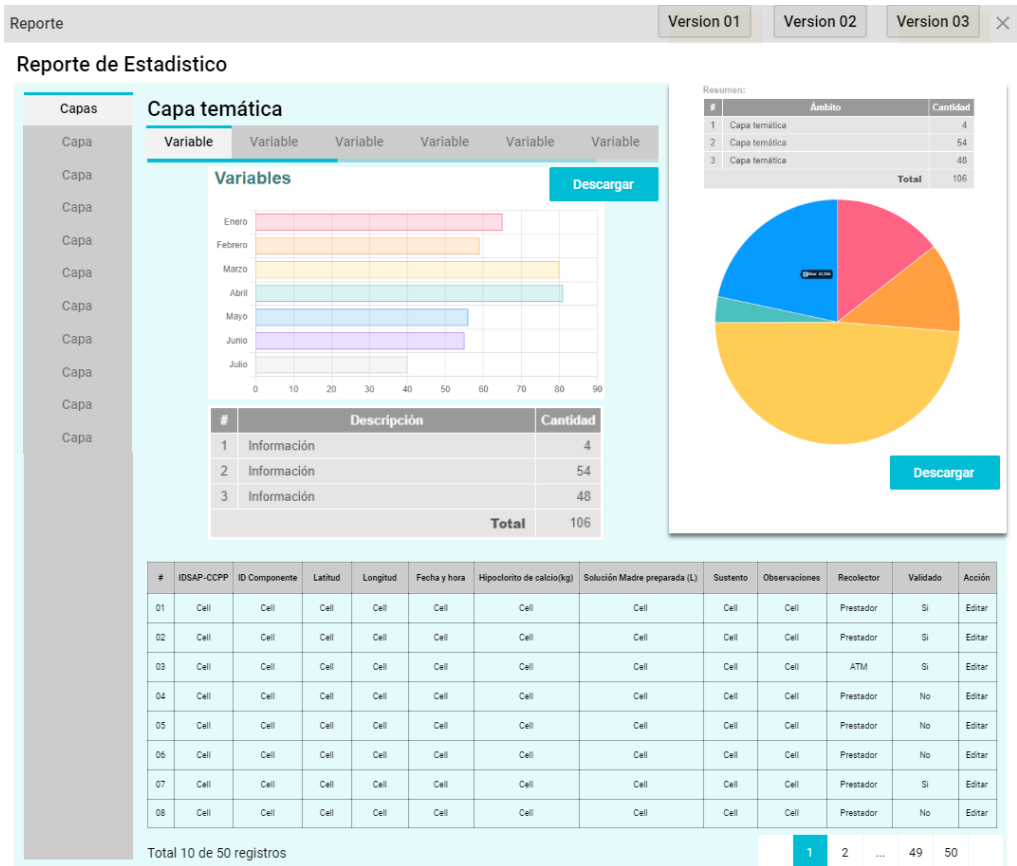 Reporte Version 01 Version 02 Version 03
Reporte de Estadistico
Capas
Capa
Capa
Capa
Capa
Capa
Capa
Capa
Capa
Capa
Capa
Capa temática
Variable Variable Variable Variable Variable Variable
Variables
Descargar
Enero
Febrero
Marzo
Abril
Mayo
Junio
Julio
0 10 20 30 40 50 60 70 80 90
# Descripción Cantidad
1 Información 4
2 Información 54
3 Información 48
Total 106
Resumen:
# Ámbito Cantidad
1 Capa temática 4
2 Capa temática 54
3 Capa temática 48
Total 106
Descargar
# IDSAP-CCPP ID Componente Latitud Longitud Fecha y hora Hipoclorito de calcio(kg) Solución Madre preparada (L) Sustento Observaciones Recolector Validado Acción
01 Cell Cell Cell Cell Cell Cell Cell Cell Cell Prestador Si Editar
02 Cell Cell Cell Cell Cell Cell Cell Cell Cell Prestador Si Editar
03 Cell Cell Cell Cell Cell Cell Cell Cell Cell ATM Si Editar
04 Cell Cell Cell Cell Cell Cell Cell Cell Cell Prestador No Editar
05 Cell Cell Cell Cell Cell Cell Cell Cell Cell Prestador No Editar
06 Cell Cell Cell Cell Cell Cell Cell Cell Cell Prestador No Editar
07 Cell Cell Cell Cell Cell Cell Cell Cell Cell Prestador Si Editar
08 Cell Cell Cell Cell Cell Cell Cell Cell Cell Prestador No Editar
Total 10 de 50 registros
1 2 ... 49 50